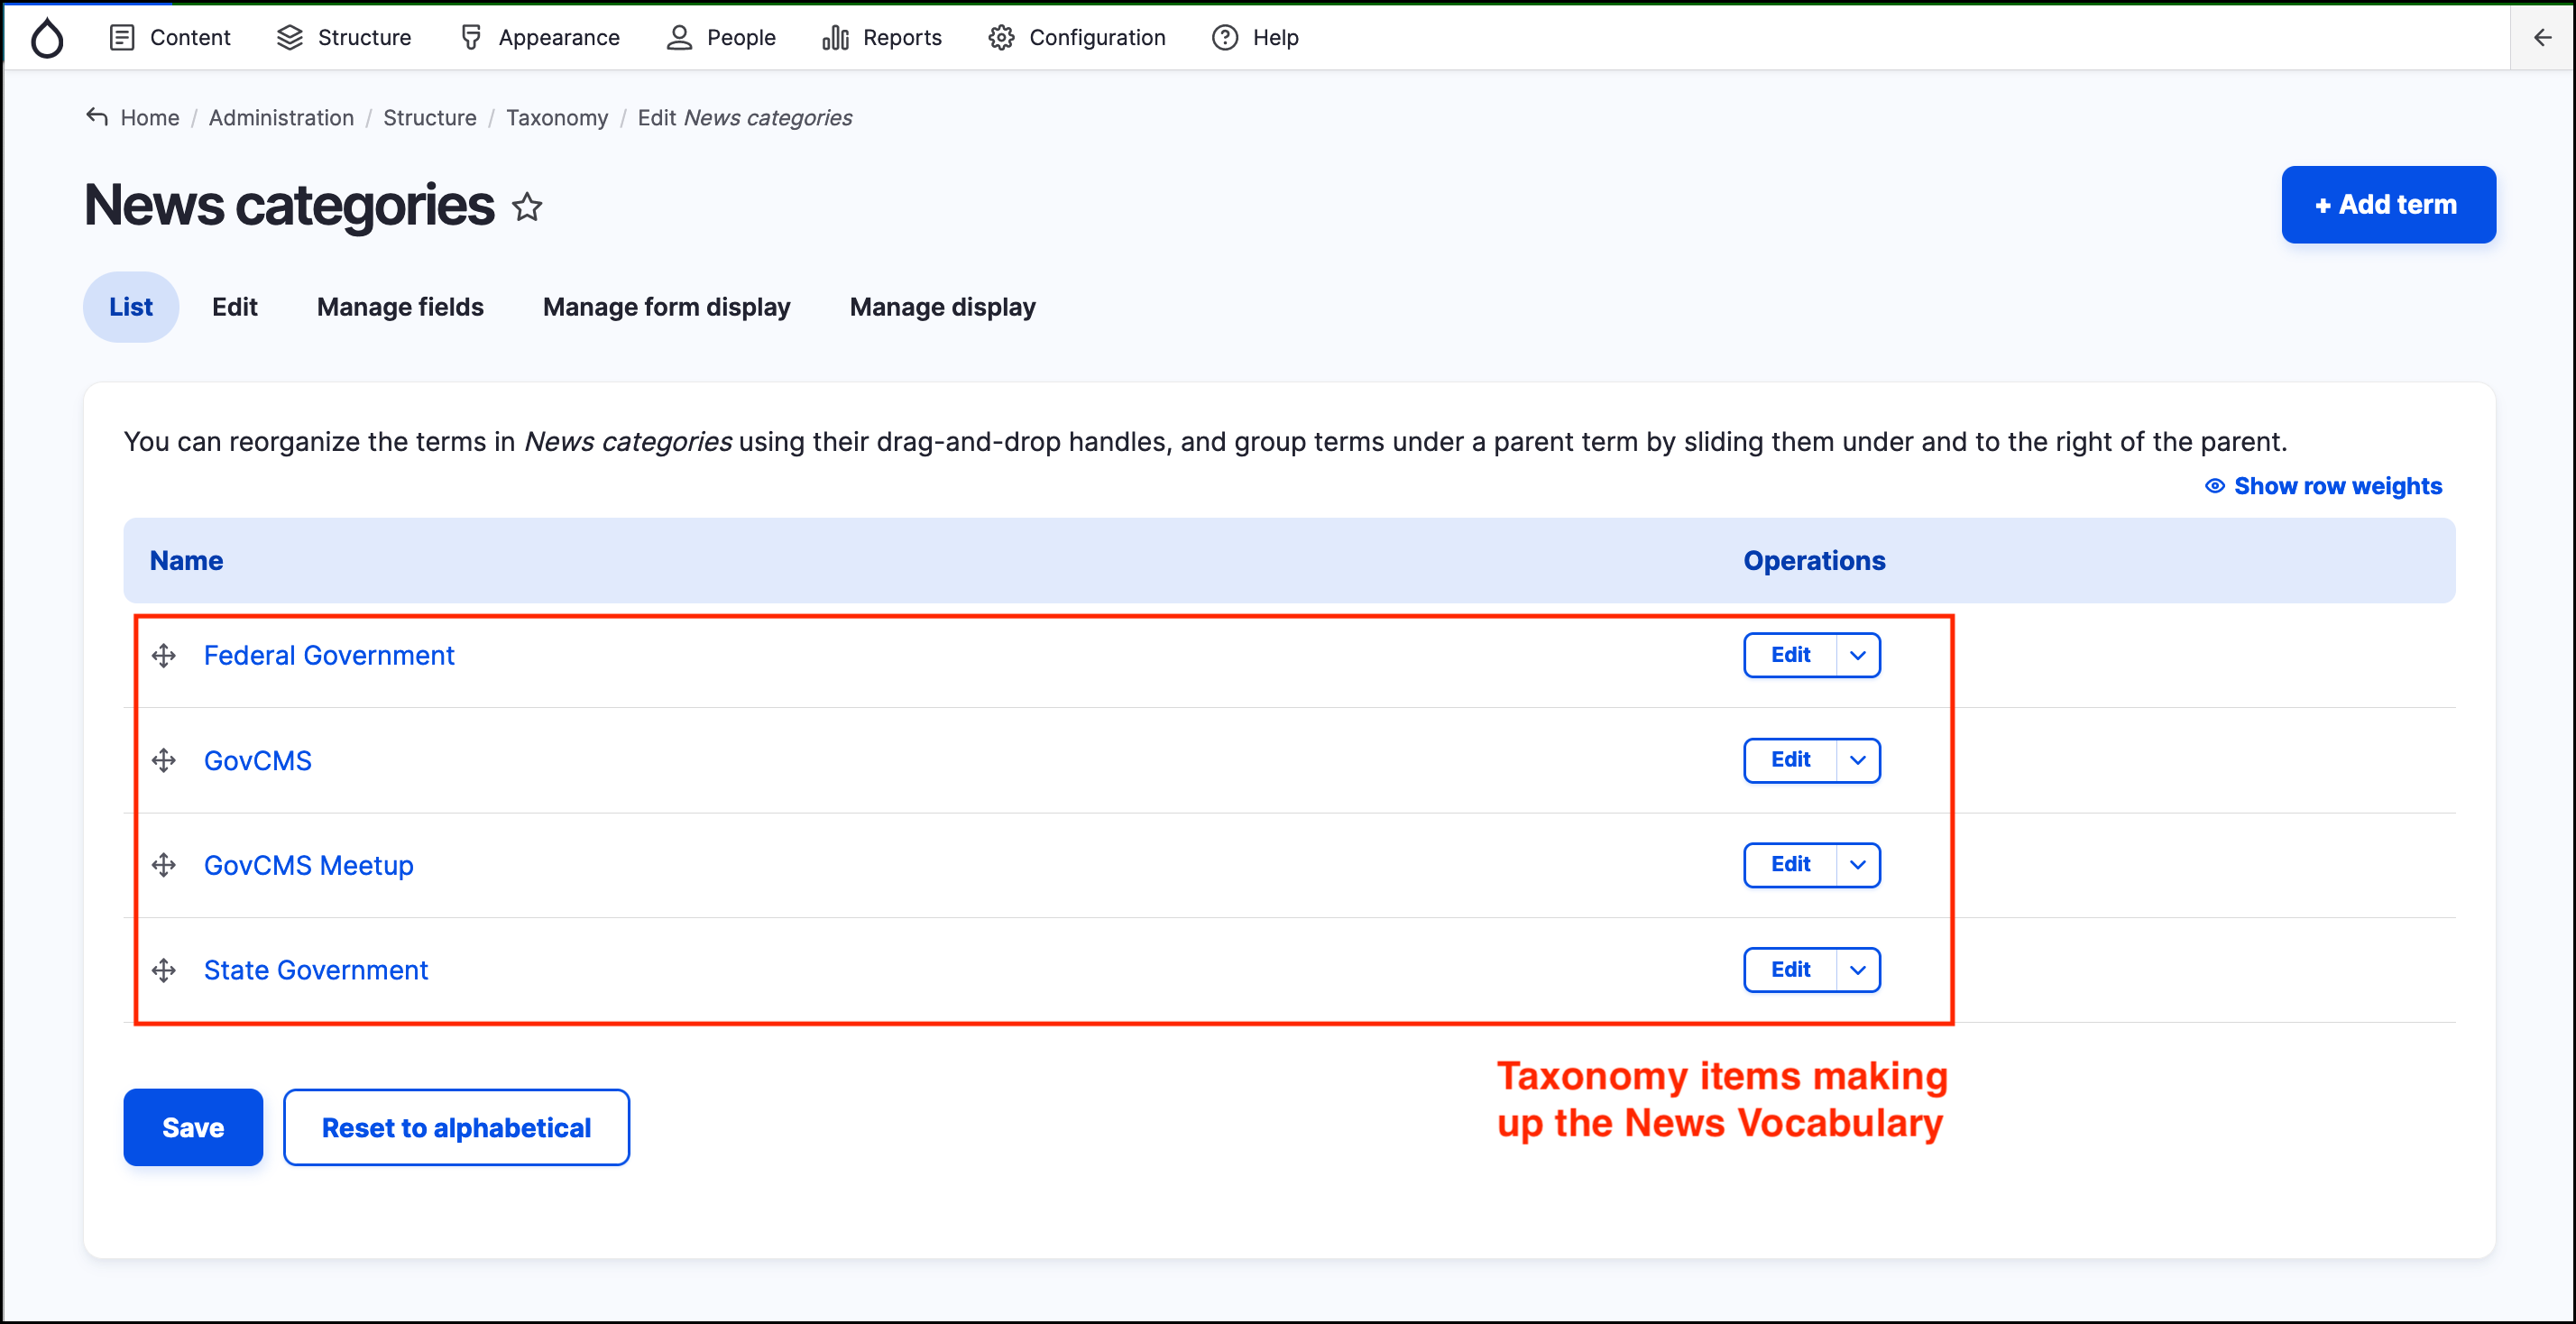 Content Structure Appearance People Reports Configuration Help
Home / Administration / Structure / Taxonomy / Edit News categories
News categories
+ Add term
List Edit Manage fields Manage form display Manage display
You can reorganize the terms in News categories using their drag-and-drop handles, and group terms under a parent term by sliding them under and to the right of the parent.
Show row weights
Name Operations
Federal Government Edit
GovCMS Edit
GovCMS Meetup Edit
State Government Edit
Taxonomy items making
up the News Vocabulary
Save Reset to alphabetical